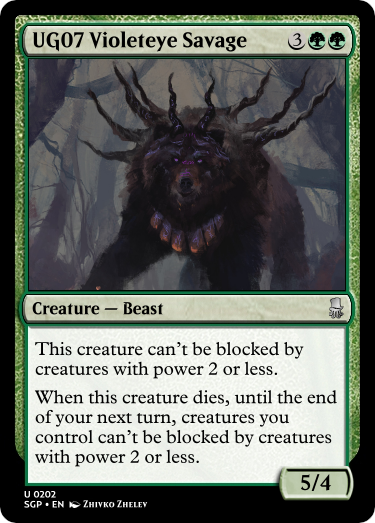 UG07 Violeteye Savage 3
Creature — Beast
This creature can't be blocked by
creatures with power 2 or less.
When this creature dies, until the end
of your next turn, creatures you
control can't be blocked by creatures
with power 2 or less.
5/4
U 0202
SGP • EN Zhivko Zhelev